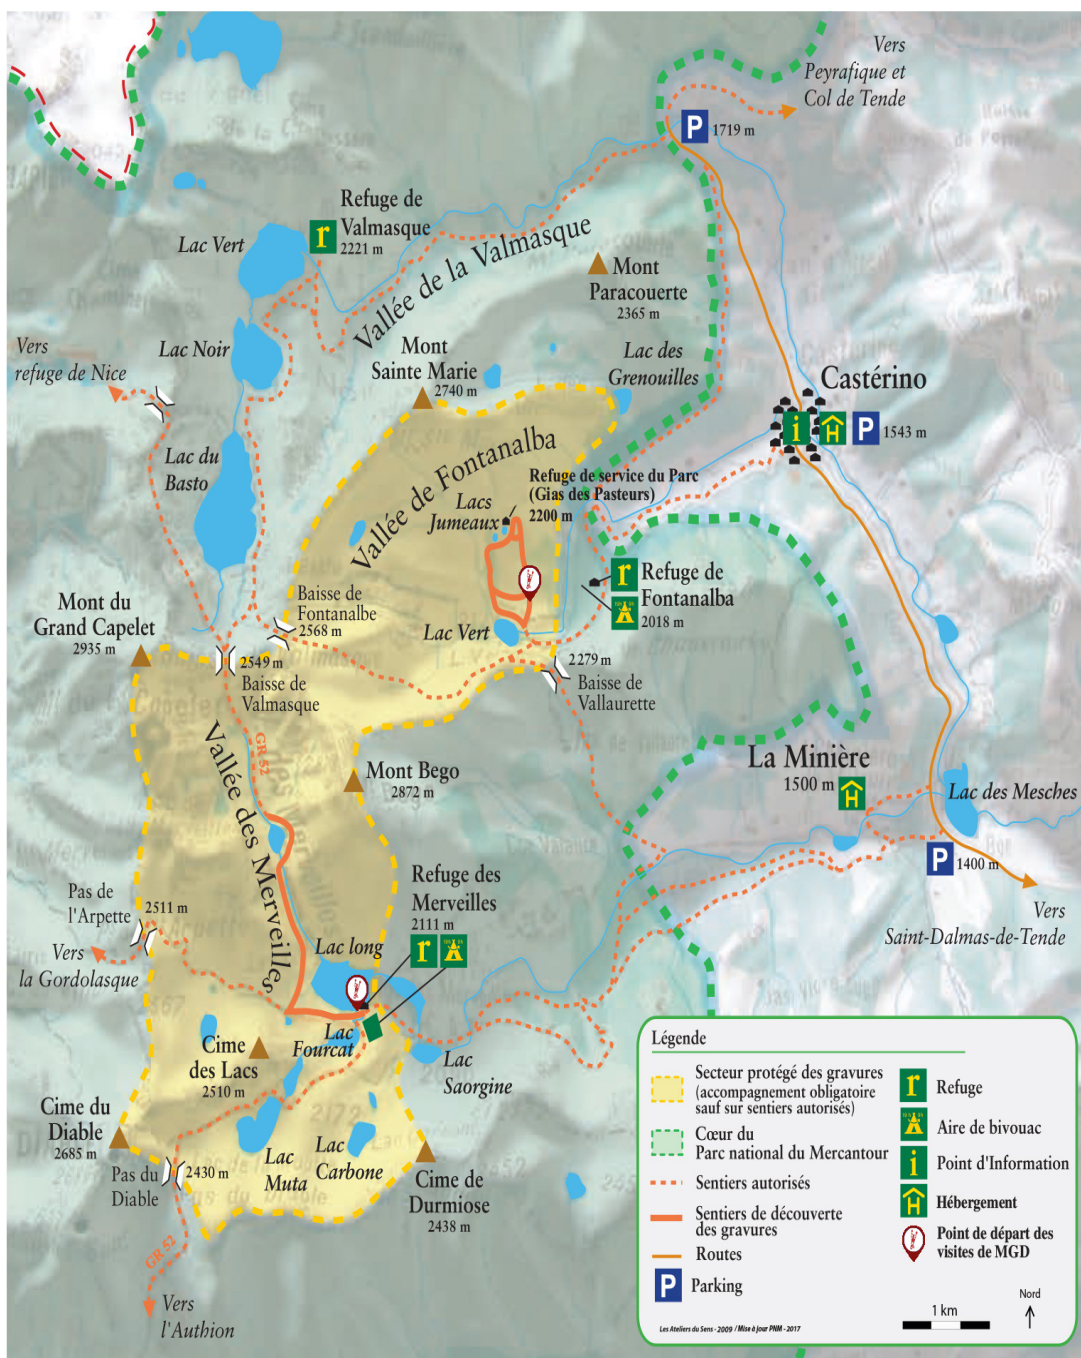 Vers
Peyrafique et
Col de Tende
P
1719 m
Refuge de
Valmasque
2221 m
r
Lac Vert
Vallée de la Valmasque
Mont
Paracouerte
2365 m
Vers
refuge de Nice
Lac Noir
Mont
Sainte Marie
2740 m
Lac des
Grenouilles
Castérino
i
H
P
1543 m
Lac du
Basto
Vallée de Fontanalba
Refuge de service du Parc
(Gias des Pasteurs)
2200 m
Lacs
Jumeaux
r
Refuge de
Fontanalba
2018 m
Mont du
Grand Capelet
2935 m
Baisse de
Fontanalbe
2568 m
Lac Vert
2549 m
Baisse de
Valmasque
2279 m
Baisse de
Vallaurette
GR 52
Vallée des Merveilles
Mont Bego
2872 m
La Minière
1500 m
H
Lac des Mesches
P
1400 m
Vers
Saint-Dalmas-de-Tende
Refuge des
Merveilles
2111 m
r
Pas de
l'Arpette
2511 m
Vers
la Gordolasque
Lac long
Lac
Fourcat
Lac
Saorgine
Cime
des Lacs
2510 m
Cime du
Diable
2685 m
Pas du
Diable
2430 m
Lac
Muta
Lac
Carbone
Cime de
Durmiose
2438 m
GR 52
Vers
l'Authion
Légende
Secteur protégé des gravures
(accompagnement obligatoire
sauf sur sentiers autorisés)
Cœur du
Parc national du Mercantour
Sentiers autorisés
Sentiers de découverte
des gravures
Routes
P Parking
r Refuge
Aire de bivouac
i Point d'Information
H Hébergement
Point de départ des
visites de MGD
Nord
1 km
Les Ateliers du Sens - 2009 / Mise à jour PNM - 2017